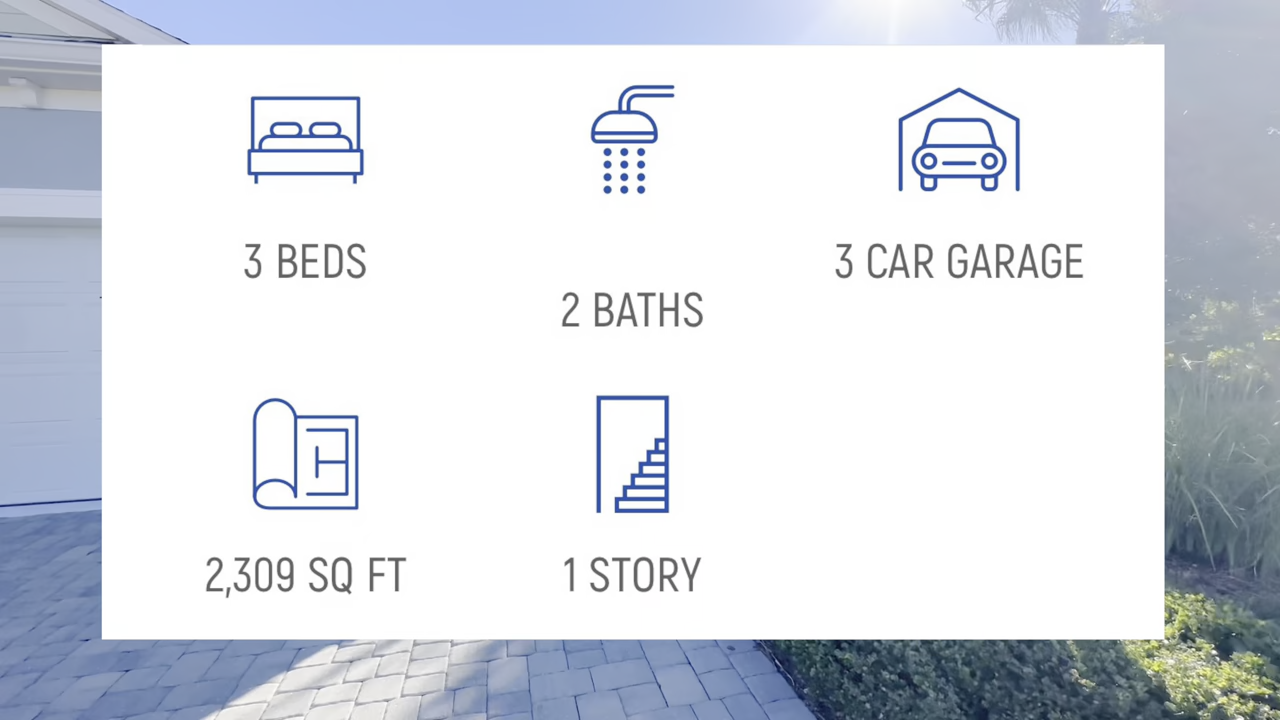 3 BEDS
2 BATHS
3 CAR GARAGE
2,309 SQ FT
1 STORY